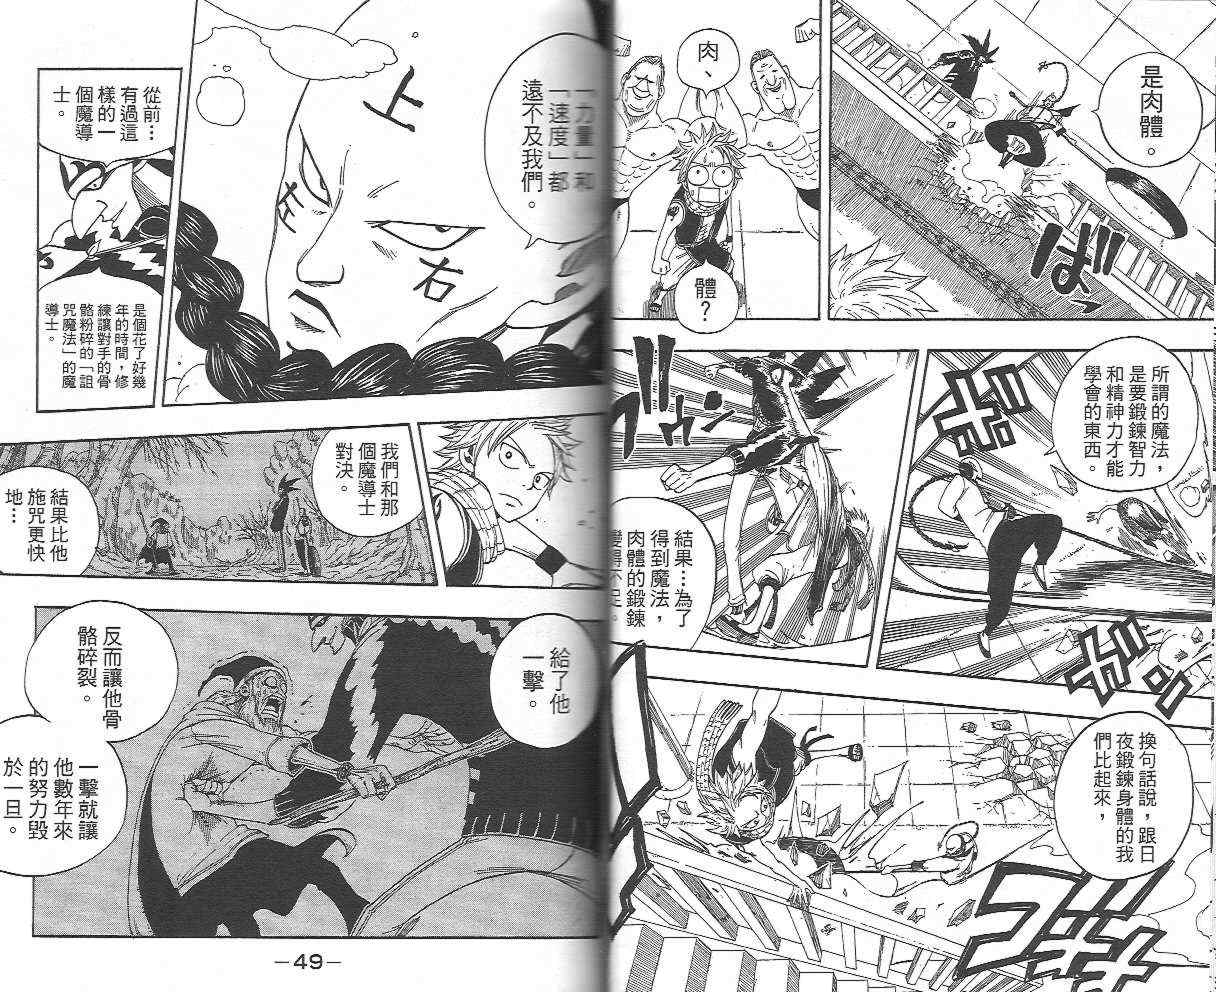 是肉體。
肉、
體？
ば
所謂的魔法，
是要鍛鍊智力
和精神力才能
學會的東西。
結果…為了
得到魔法，
肉體的鍛鍊
變得不足。
換句話說，跟日
夜鍛鍊身體的我
們比起來，
「力量」和
「速度」都
遠不及我們。
上
左
右
從前…
有過這
樣的一
個魔導
士。
是個花了好幾
年的時間，修
練讓對手的骨
骼粉碎的「詛
咒魔法」的魔
導士。
我們和那
個魔導士
對決。
結果比他
施咒更快
地…
給了他
一擊。
反而讓他骨
骼碎裂。
一擊就讓
他數年來
的努力毀
於一旦。
－49－